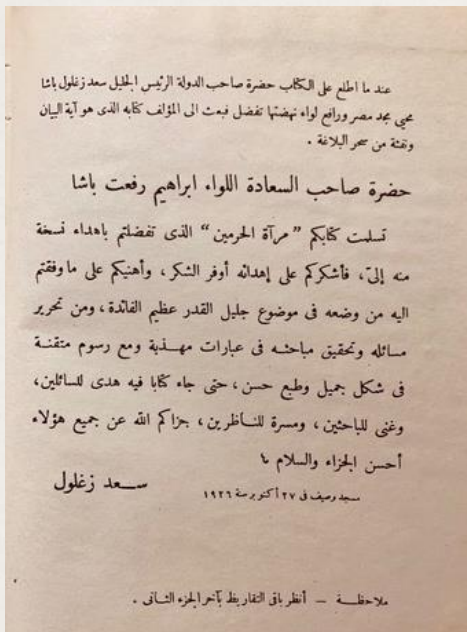 عند ما اطلع على الكتاب حضرة صاحب الدولة الرئيس الجليل سعد زغلول باشا
محيي مجد مصر ورافع لواء نهضتها تفضل فبعث الى المؤلف كتابه الذى هو آية البيان
ونفثة من سحر البلاغة .
حضرة صاحب السعادة اللواء ابراهيم رفعت باشا
تسلمت كتابكم "مرآة الحرمين" الذى تفضلتم باهداء نسخة
منه إلىّ، فأشكركم على إهدائه أوفر الشكر، وأهنيكم على ما وفقتم
اليه من وضعه فى موضوع جليل القدر عظيم الفائدة، ومن تحرير
مسائله وتحقيق مباحثه فى عبارات مهذبة ومع رسوم متقنة
فى شكل جميل وطبع حسن، حتى جاء كتابا فيه هدى للسائلين،
وغنى للباحثين، ومسرة للناظرين، جزاكم الله عن جميع هؤلاء
أحسن الجزاء والسلام
سعد زغلول
مسجد وصيف فى ٢٧ أكتوبر سنة ١٩٢٦
ملاحظة — أنظر باقى التقاريظ بآخر الجزء الثانى .